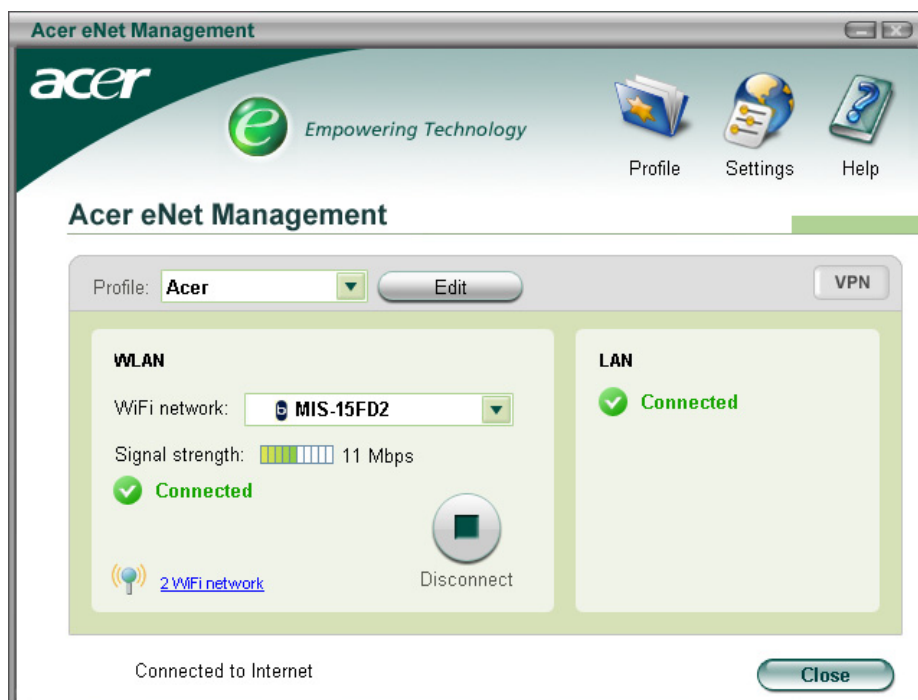 Acer eNet Management
acer
e Empowering Technology
Profile Settings Help
Acer eNet Management
Profile: Acer Edit VPN
WLAN
WiFi network: b MIS-15FD2
Signal strength: 11 Mbps
Connected
2 WiFi network
Disconnect
LAN
Connected
Connected to Internet
Close